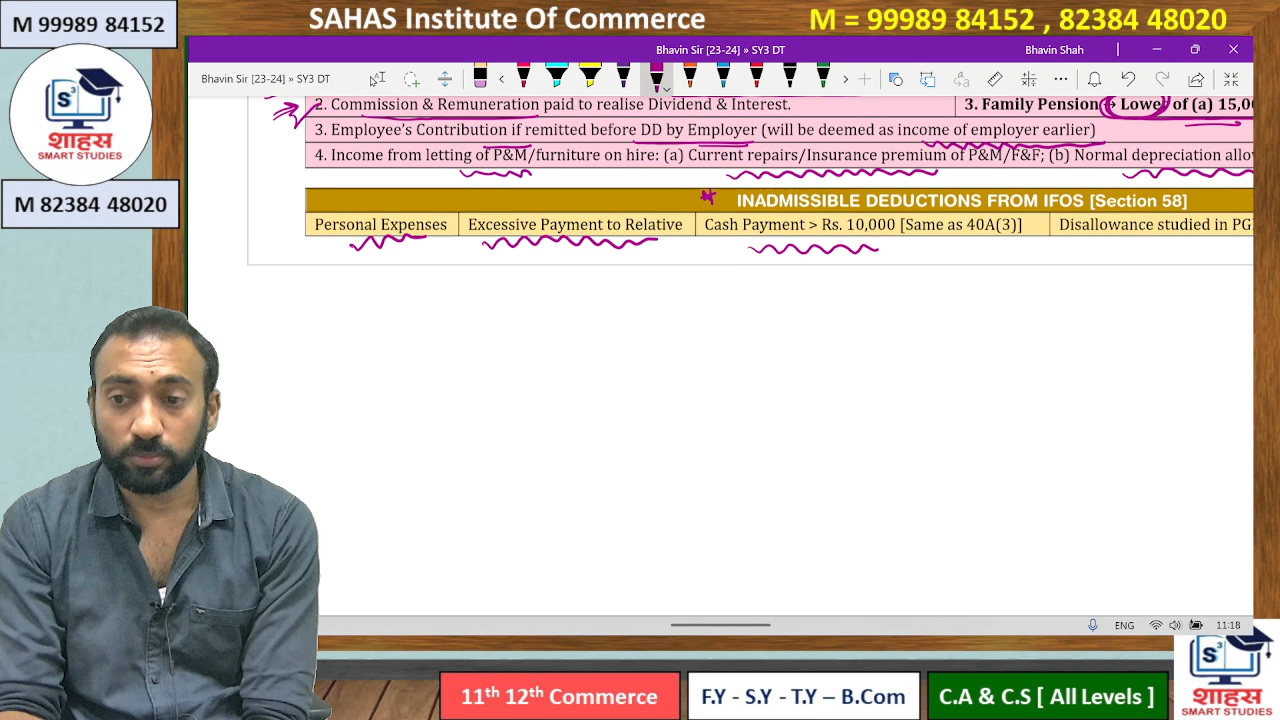 M 99989 84152
SAHAS Institute Of Commerce
M = 99989 84152 , 82384 48020
Bhavin Sir [23-24] » SY3 DT
Bhavin Shah
Bhavin Sir [23-24] » SY3 DT
S³
शाहस
SMART STUDIES
M 82384 48020
2. Commission & Remuneration paid to realise Dividend & Interest.
3. Family Pension → Lower of (a) 15,00
3. Employee's Contribution if remitted before DD by Employer (will be deemed as income of employer earlier)
4. Income from letting of P&M/furniture on hire: (a) Current repairs/Insurance premium of P&M/F&F; (b) Normal depreciation allo
INADMISSIBLE DEDUCTIONS FROM IFOS [Section 58]
Personal Expenses
Excessive Payment to Relative
Cash Payment > Rs. 10,000 [Same as 40A(3)]
Disallowance studied in PG
ENG
11:18
11th 12th Commerce
F.Y - S.Y - T.Y – B.Com
C.A & C.S [ All Levels ]
S³
शाहस
SMART STUDIES